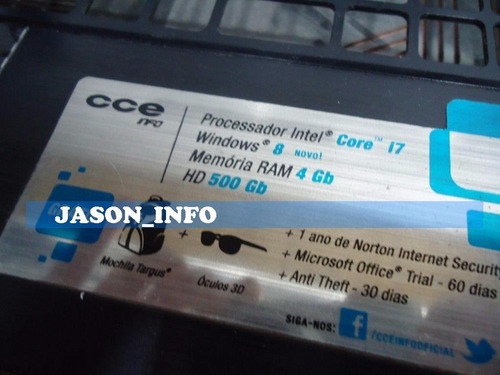 cce
INFO
Processador Intel® Core™ i7
Windows® 8 NOVO!
Memória RAM 4 Gb
HD 500 Gb
JASON_INFO
+
+ 1 ano de Norton Internet Security
+ Microsoft Office® Trial - 60 dias
+ Anti Theft - 30 dias
Mochila Targus®
Óculos 3D
SIGA-NOS: f /CCEINFOOFICIAL